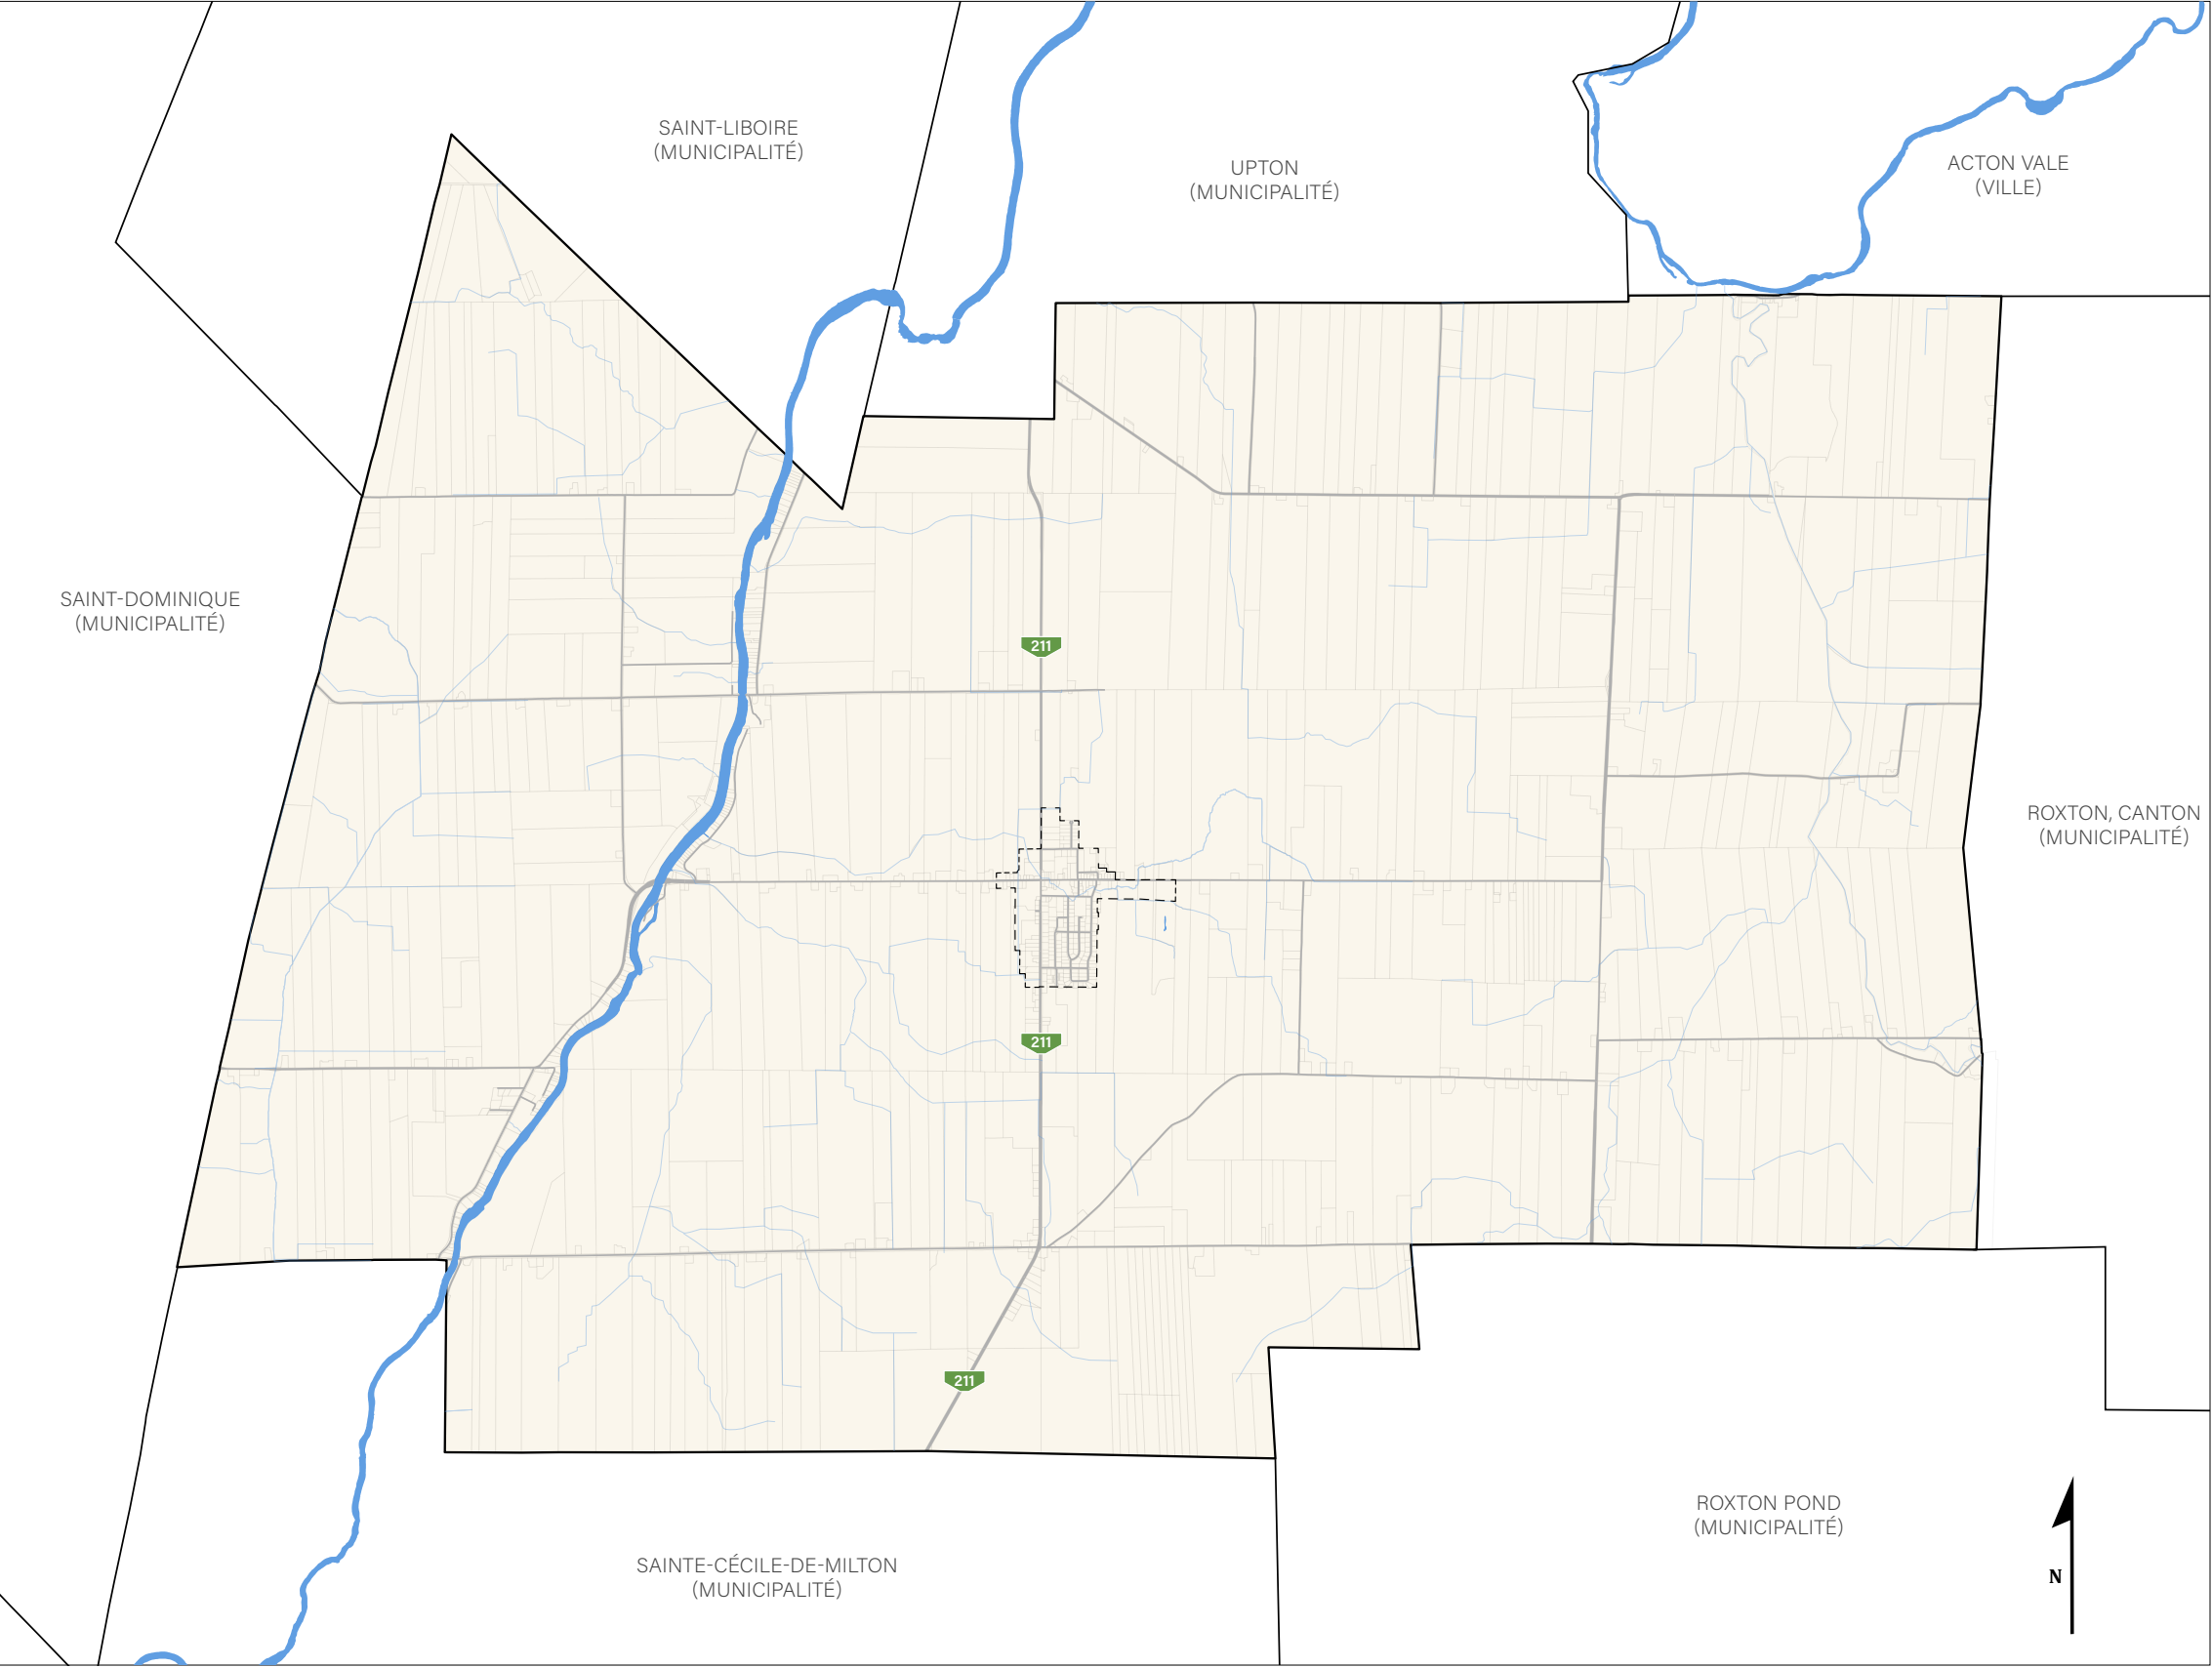 SAINT-LIBOIRE
(MUNICIPALITÉ)
UPTON
(MUNICIPALITÉ)
ACTON VALE
(VILLE)
SAINT-DOMINIQUE
(MUNICIPALITÉ)
211
ROXTON, CANTON
(MUNICIPALITÉ)
211
211
ROXTON POND
(MUNICIPALITÉ)
SAINTE-CÉCILE-DE-MILTON
(MUNICIPALITÉ)
N